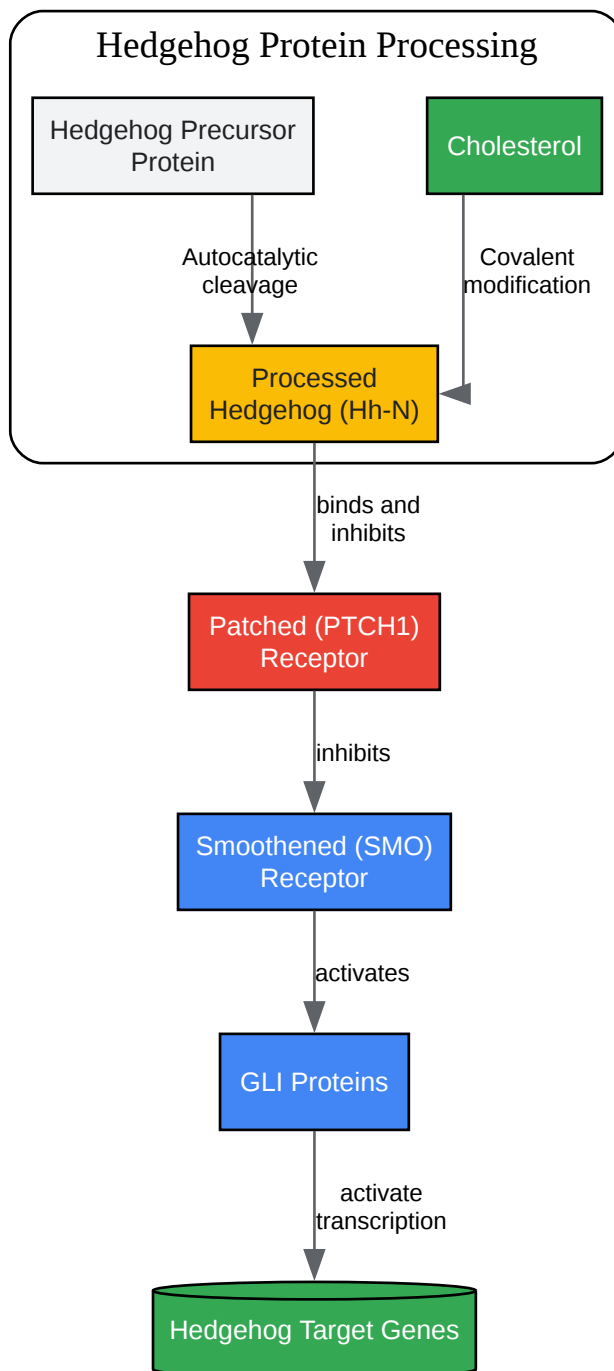 Hedgehog Protein Processing
Hedgehog Precursor
Protein
Cholesterol
Autocatalytic
cleavage
Covalent
modification
Processed
Hedgehog (Hh-N)
binds and
inhibits
Patched (PTCH1)
Receptor
inhibits
Smoothened (SMO)
Receptor
activates
GLI Proteins
activate
transcription
Hedgehog Target Genes